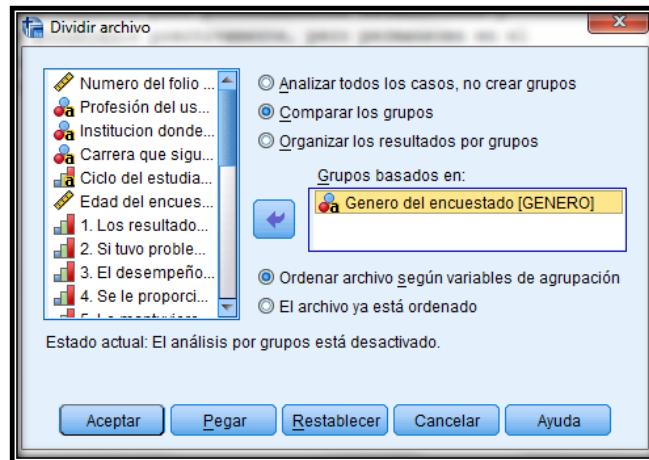 Dividir archivo
Numero del folio ...
Profesión del us...
Institucion donde...
Carrera que sigu...
Ciclo del estudia...
Edad del encues...
1. Los resultado...
2. Si tuvo proble...
3. El desempeño...
4. Se le proporci...
Analizar todos los casos, no crear grupos
Comparar los grupos
Organizar los resultados por grupos
Grupos basados en:
Genero del encuestado [GENERO]
Ordenar archivo según variables de agrupación
El archivo ya está ordenado
Estado actual: El análisis por grupos está desactivado.
Aceptar
Pegar
Restablecer
Cancelar
Ayuda